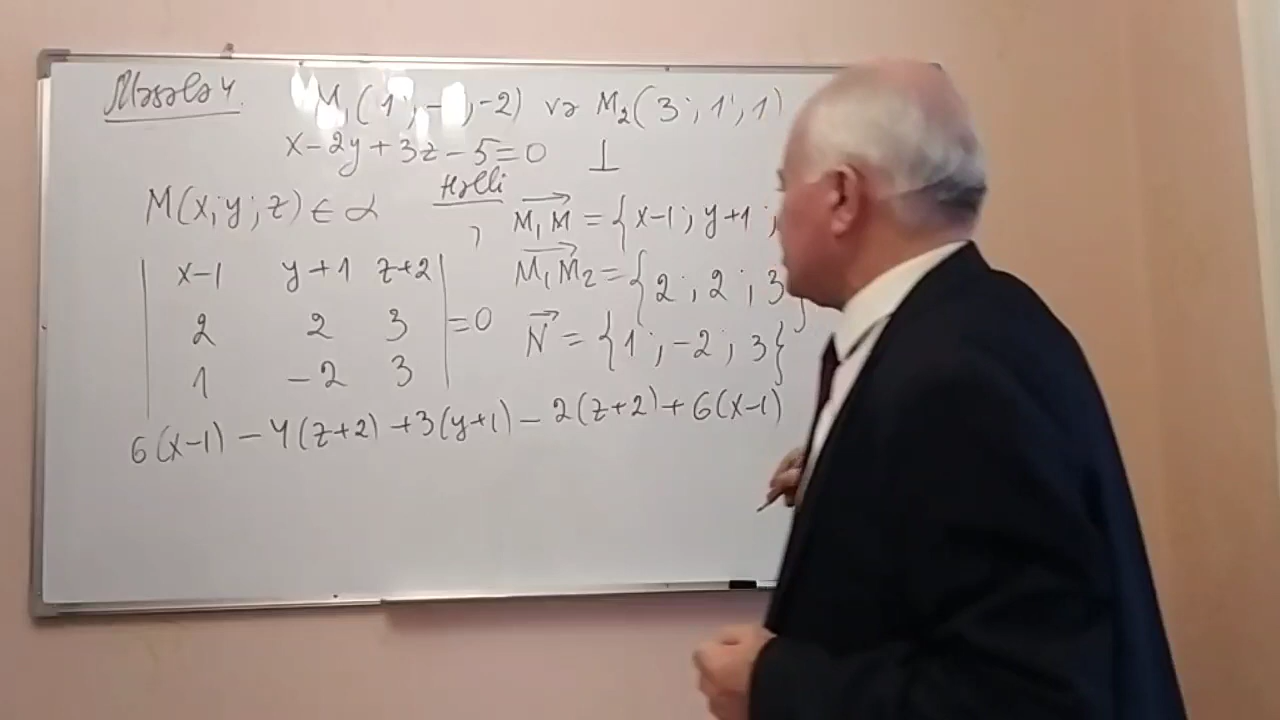 Məsələ 4. M₁(1; - , -2) və M₂(3; 1; 1)
x-2y+3z-5=0 ⊥
Həlli
M(x; y; z) ∈ α , M₁M→ = {x-1; y+1;
M₁M₂→ = {2; 2; 3}
N→ = {1; -2; 3}
| x-1 y+1 z+2 |
| 2 2 3 | =0
| 1 -2 3 |
6(x-1) - 4(z+2) + 3(y+1) - 2(z+2) + 6(x-1)